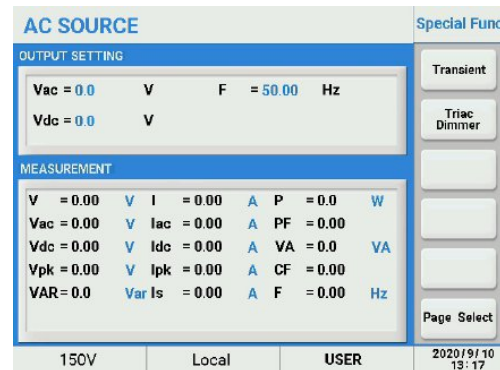 AC SOURCE
Special Func
OUTPUT SETTING
Vac = 0.0 V F = 50.00 Hz
Vdc = 0.0 V
MEASUREMENT
V = 0.00 V I = 0.00 A P = 0.0 W
Vac = 0.00 V Iac = 0.00 A PF = 0.00
Vdc = 0.00 V Idc = 0.00 A VA = 0.0 VA
Vpk = 0.00 V Ipk = 0.00 A CF = 0.00
VAR = 0.0 Var Is = 0.00 A F = 0.00 Hz
Transient
Triac
Dimmer
Page Select
150V Local USER
2020/9/10
13:17